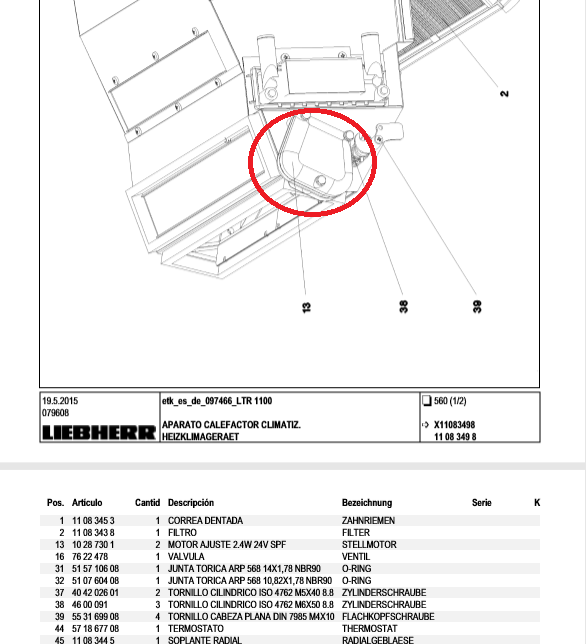 2
13
38
39
19.5.2015
079608
LIEBHERR
etk_es_de_097466_LTR 1100
APARATO CALEFACTOR CLIMATIZ.
HEIZKLIMAGERAET
560 (1/2)
X11083498
11 08 349 8
Pos. Artículo Cantid Descripción Bezeichnung Serie K
1 11 08 345 3 1 CORREA DENTADA ZAHNRIEMEN
2 11 08 343 8 1 FILTRO FILTER
13 10 28 730 1 2 MOTOR AJUSTE 2.4W 24V SPF STELLMOTOR
16 76 22 478 1 VALVULA VENTIL
31 51 57 106 08 1 JUNTA TORICA ARP 568 14X1,78 NBR90 O-RING
32 51 07 604 08 1 JUNTA TORICA ARP 568 10,82X1,78 NBR90 O-RING
37 40 42 026 01 2 TORNILLO CILINDRICO ISO 4762 M5X40 8.8 ZYLINDERSCHRAUBE
38 46 00 091 3 TORNILLO CILINDRICO ISO 4762 M6X50 8.8 ZYLINDERSCHRAUBE
39 55 31 699 08 4 TORNILLO CABEZA PLANA DIN 7985 M4X10 FLACHKOPFSCHRAUBE
44 57 18 677 08 1 TERMOSTATO THERMOSTAT
45 11 08 344 5 1 SOPLANTE RADIAL RADIALGEBLAESE